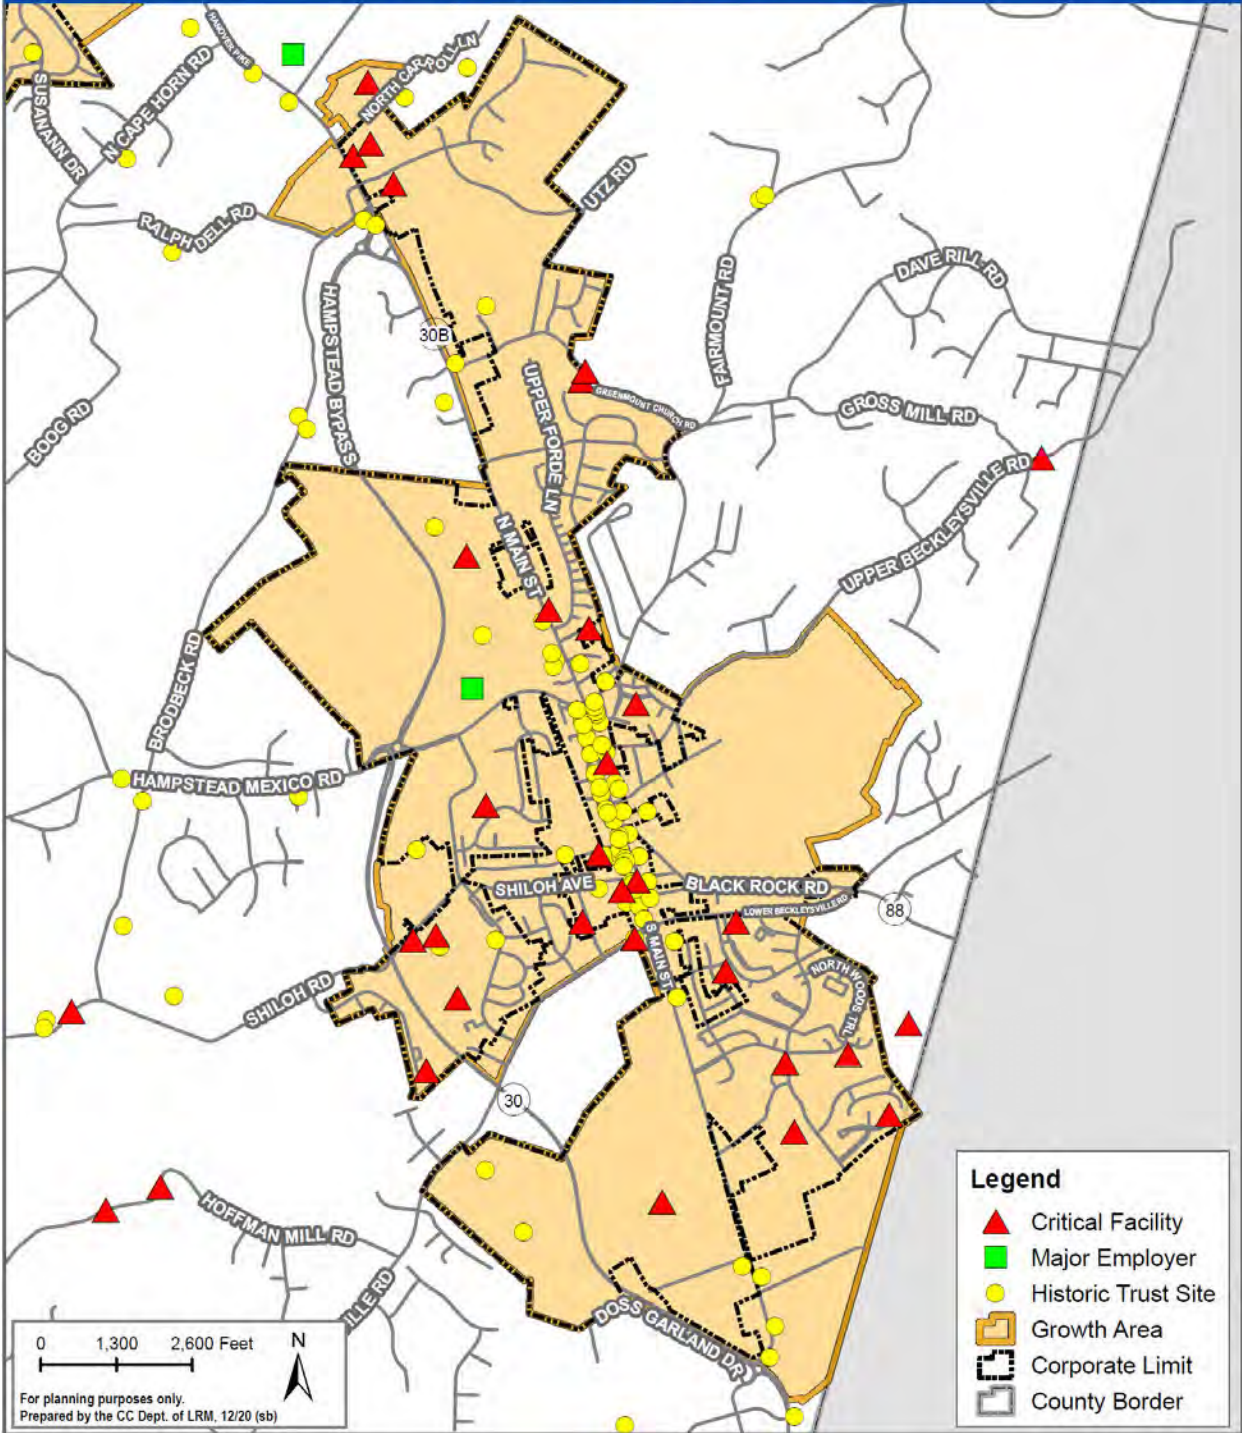 HANOVER PIKE
NORTH CAROLL LN
SUSANANN DR
N CAPE HORN RD
UTZ RD
RALPH DELL RD
DAVE RILL RD
HAMPSTEAD BYPASS
30B
FAIRMOUNT RD
UPPER FORDE LN
GREENMOUNT CHURCH RD
GROSS MILL RD
BOOG RD
N MAIN ST
UPPER BECKLEYSVILLE RD
BRODBECK RD
HAMPSTEAD MEXICO RD
SHILOH AVE
BLACK ROCK RD
LOWER BECKLEYSVILLE RD
88
S MAIN ST
NORTH WOODS TRL
SHILOH RD
30
HOFFMAN MILL RD
VILLE RD
DOSS GARLAND DR
Legend
Critical Facility
Major Employer
Historic Trust Site
Growth Area
Corporate Limit
County Border
0 1,300 2,600 Feet
N
For planning purposes only.
Prepared by the CC Dept. of LRM, 12/20 (sb)